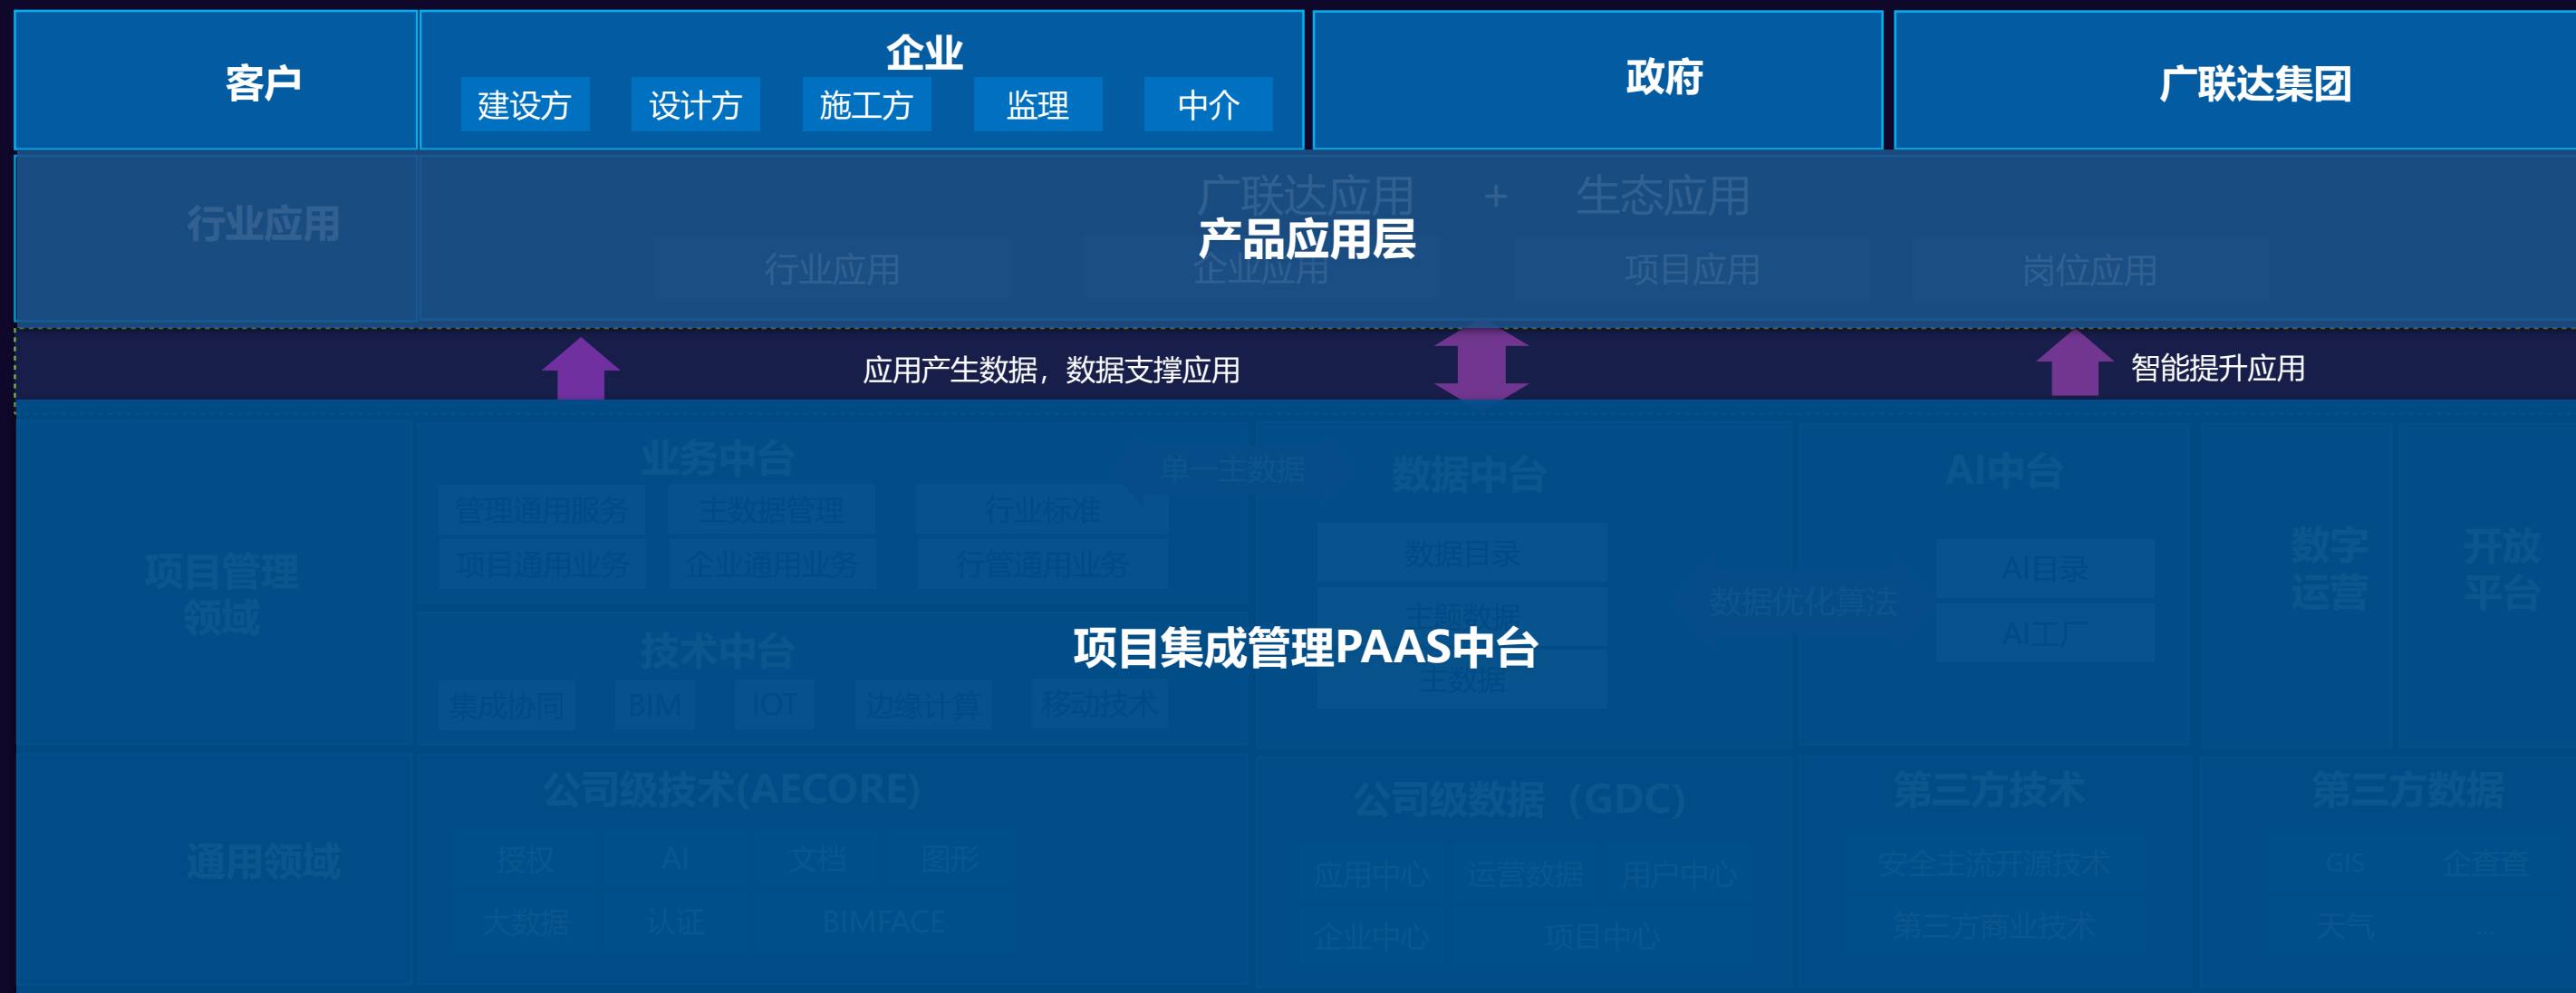 客户
企业
建设方 设计方 施工方 监理 中介
政府
广联达集团
行业应用
广联达应用 + 生态应用
产品应用层
行业应用 企业应用 项目应用 岗位应用
应用产生数据，数据支撑应用
智能提升应用
项目管理
领域
业务中台
管理通用服务 主数据管理 行业标准
项目通用业务 企业通用业务 行管通用业务
单一主数据
技术中台
集成协同 BIM IOT 边缘计算 移动技术
数据中台
数据目录
主题数据
主数据
数据优化算法
AI中台
AI目录
AI工厂
数字
运营
开放
平台
项目集成管理PAAS中台
通用领域
公司级技术(AECORE)
授权 AI 文档 图形
大数据 认证 BIMFACE
公司级数据（GDC）
应用中心 运营数据 用户中心
企业中心 项目中心
第三方技术
安全主流开源技术
第三方商业技术
第三方数据
GIS 企查查
天气 ...